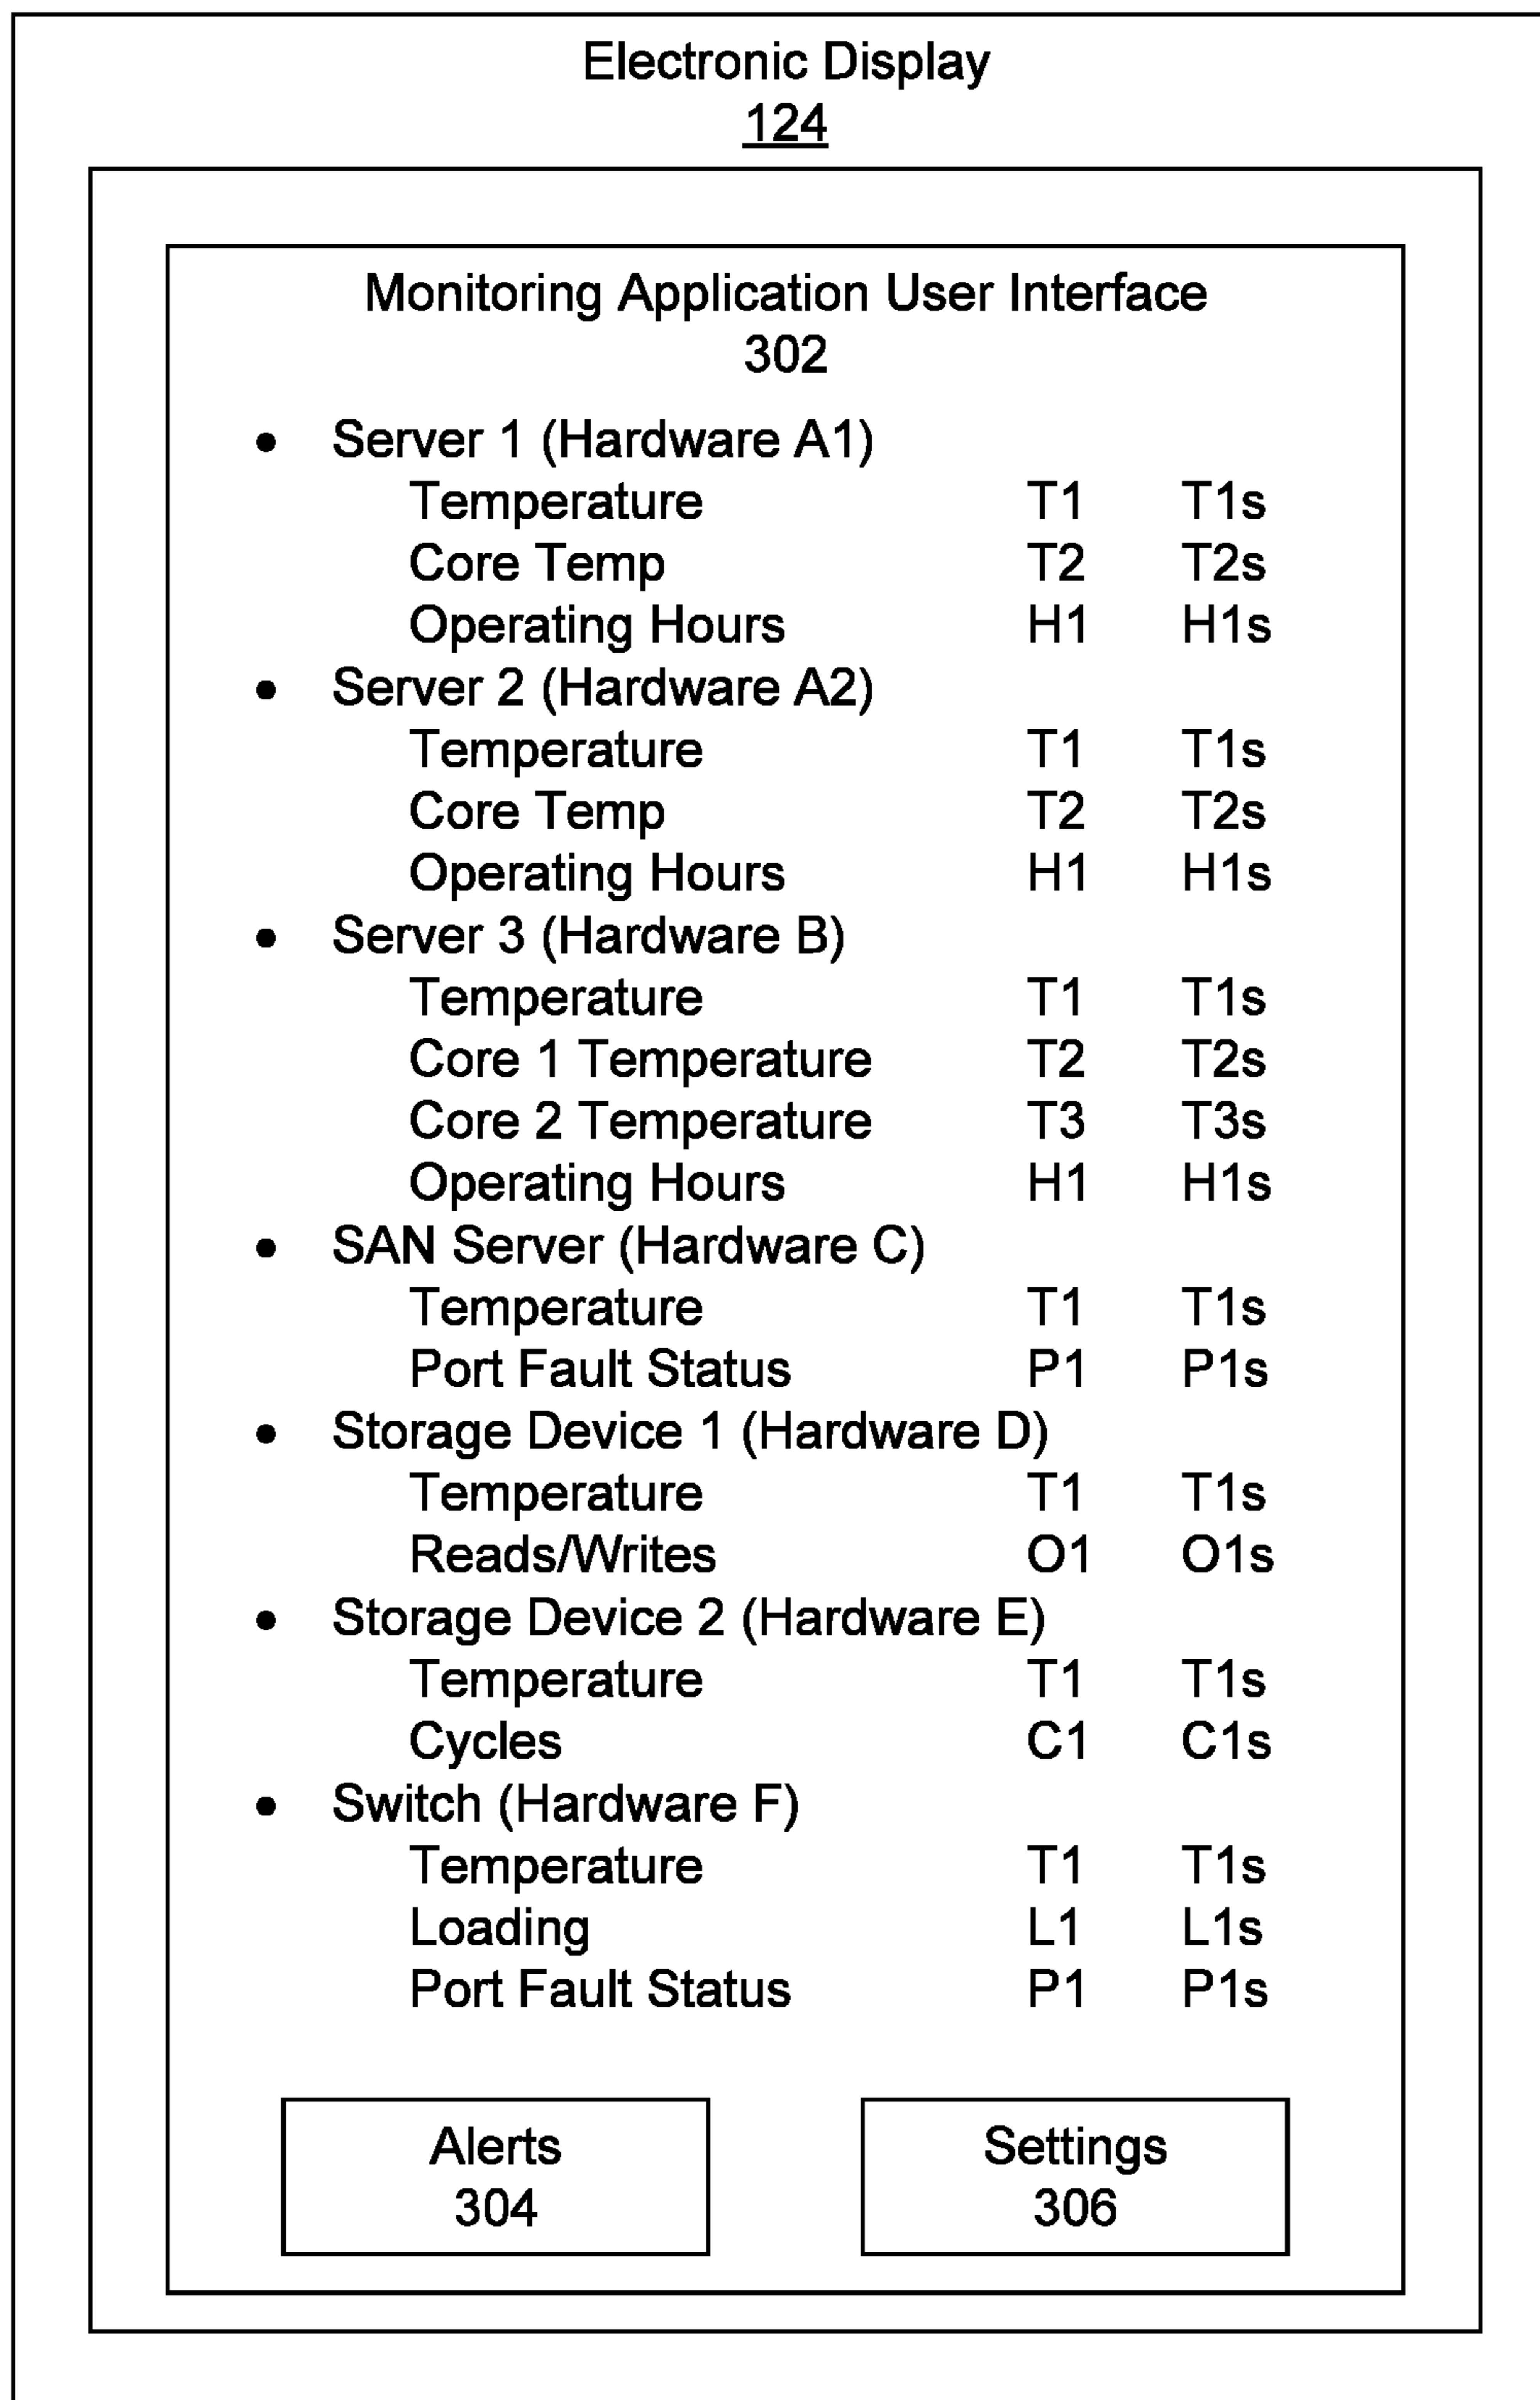 Electronic Display
124
Monitoring Application User Interface
302
• Server 1 (Hardware A1)
Temperature T1 T1s
Core Temp T2 T2s
Operating Hours H1 H1s
• Server 2 (Hardware A2)
Temperature T1 T1s
Core Temp T2 T2s
Operating Hours H1 H1s
• Server 3 (Hardware B)
Temperature T1 T1s
Core 1 Temperature T2 T2s
Core 2 Temperature T3 T3s
Operating Hours H1 H1s
• SAN Server (Hardware C)
Temperature T1 T1s
Port Fault Status P1 P1s
• Storage Device 1 (Hardware D)
Temperature T1 T1s
Reads/Writes O1 O1s
• Storage Device 2 (Hardware E)
Temperature T1 T1s
Cycles C1 C1s
• Switch (Hardware F)
Temperature T1 T1s
Loading L1 L1s
Port Fault Status P1 P1s
Alerts
304
Settings
306